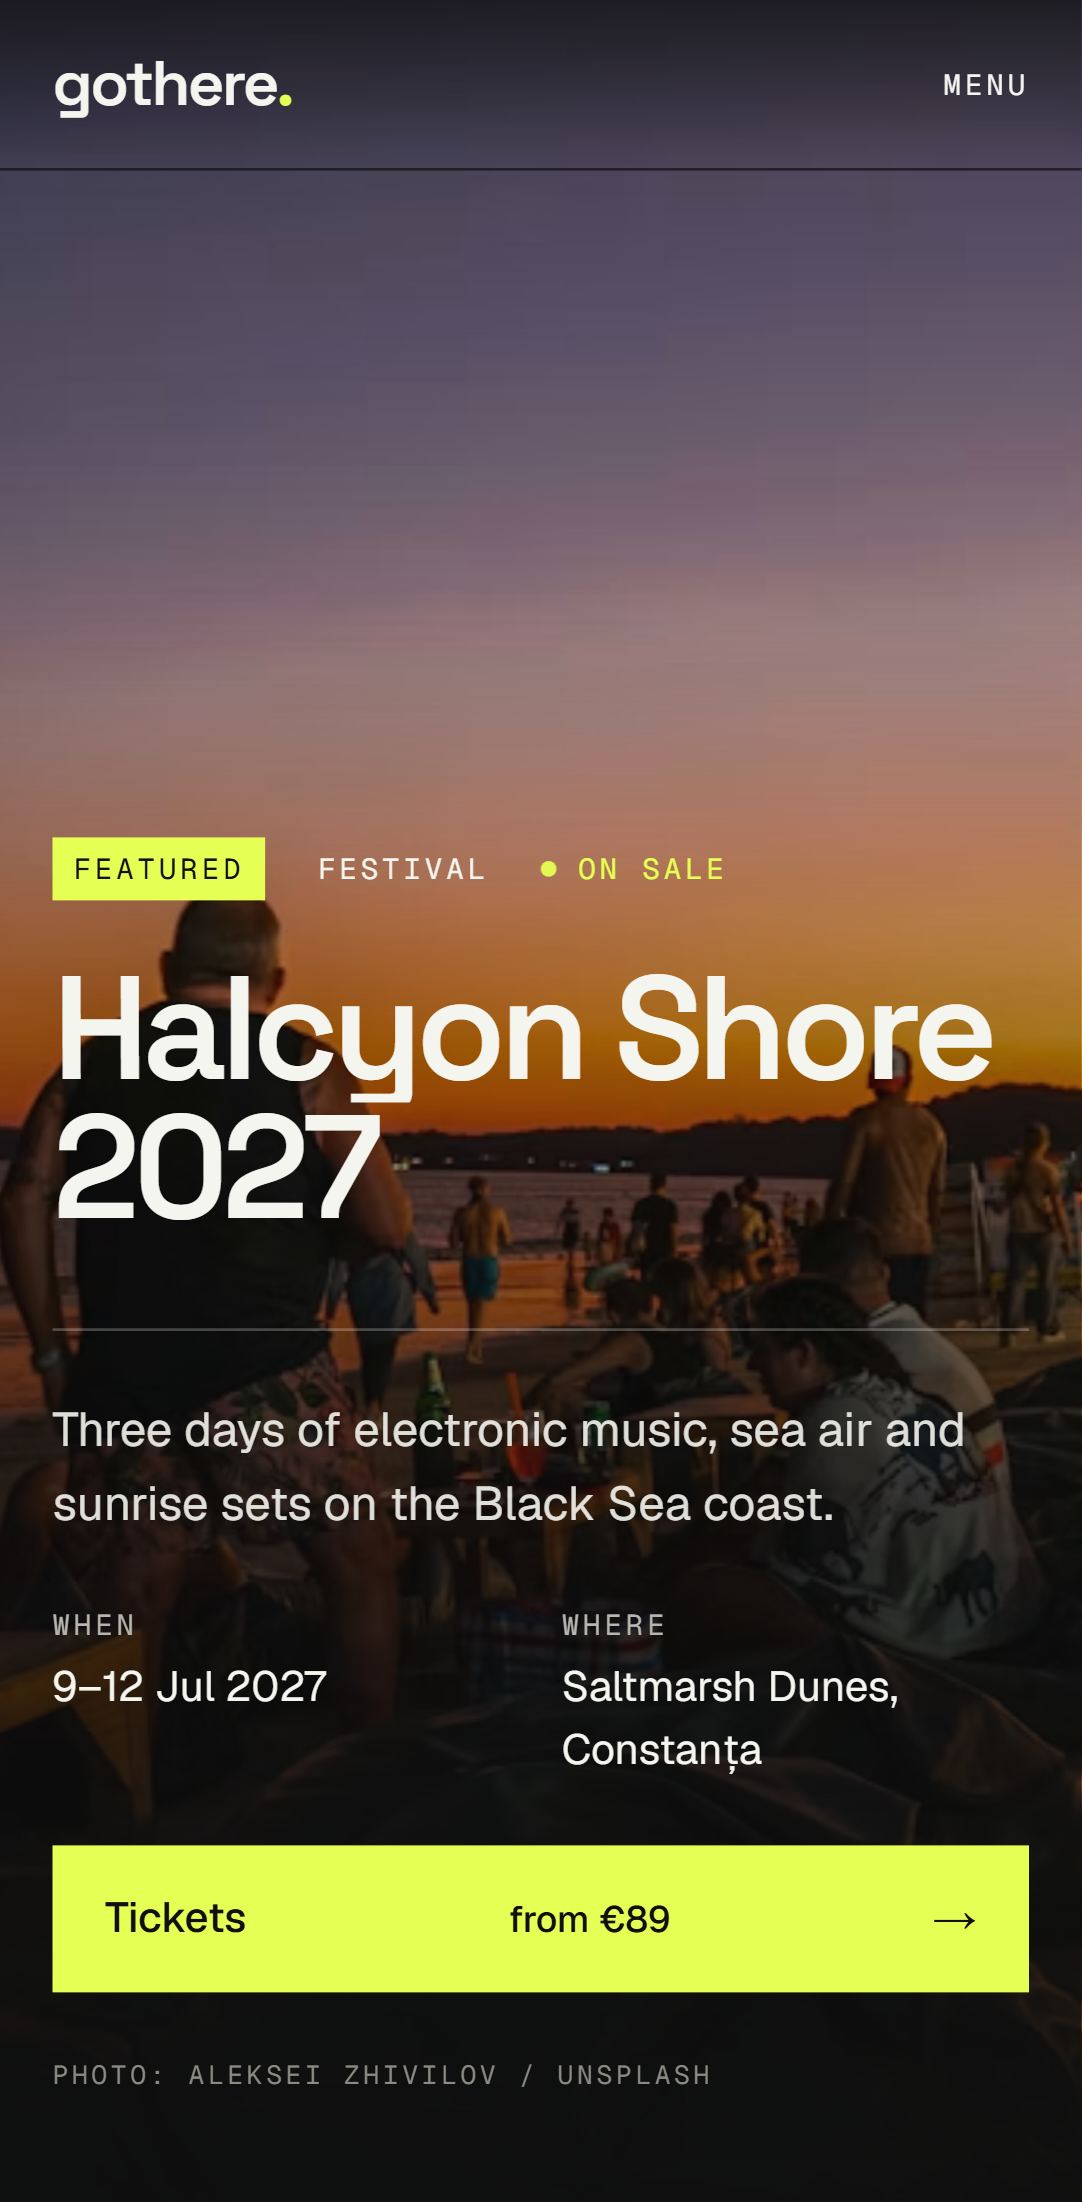 gothere.
MENU
FEATURED FESTIVAL ON SALE
Halcyon Shore
2027
Three days of electronic music, sea air and
sunrise sets on the Black Sea coast.
WHEN
9–12 Jul 2027
WHERE
Saltmarsh Dunes,
Constanța
Tickets from €89 →
PHOTO: ALEKSEI ZHIVILOV / UNSPLASH